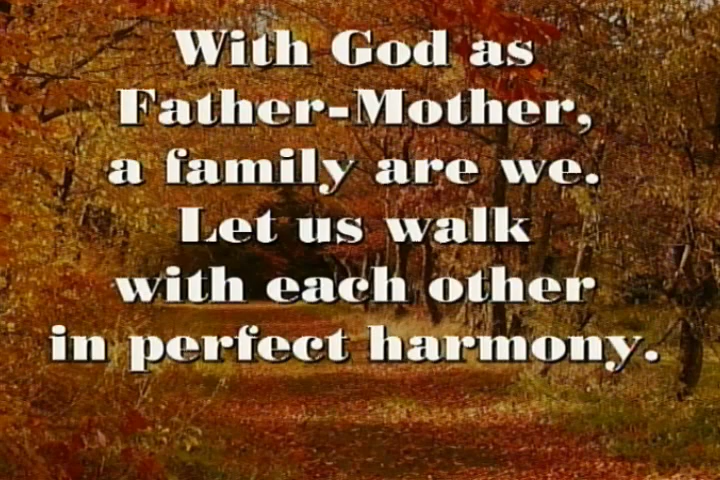 With God as
Father-Mother,
a family are we.
Let us walk
with each other
in perfect harmony.